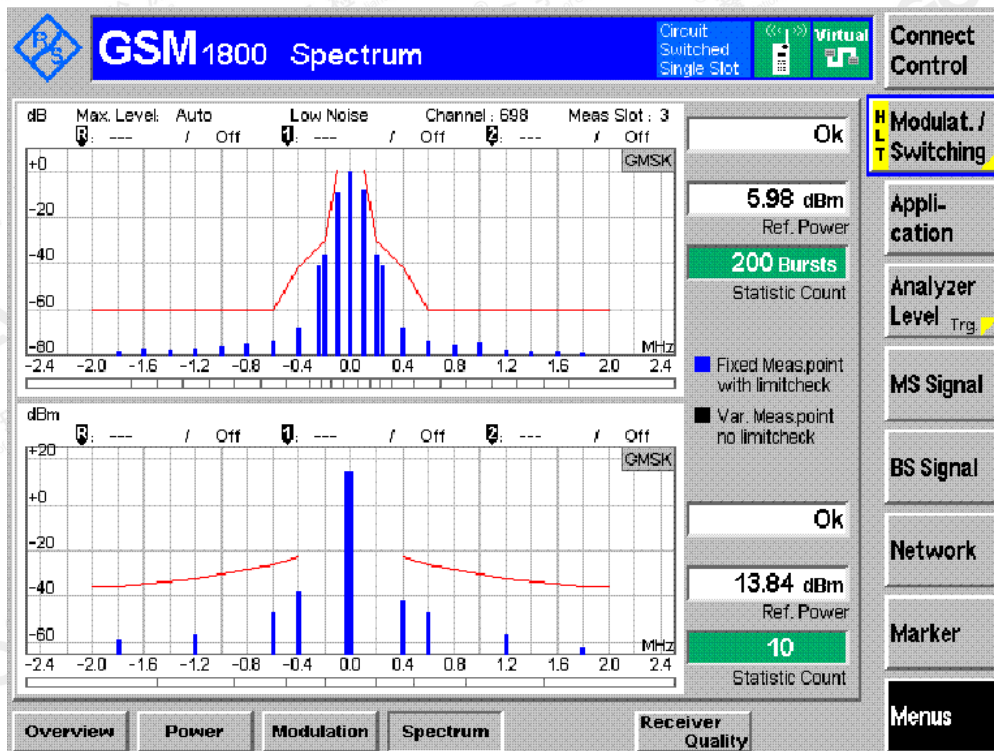 R/S
GSM 1800 Spectrum
Circuit
Switched
Single Slot
Virtual
Connect
Control
dB Max. Level: Auto Low Noise Channel : 698 Meas Slot : 3
R: --- / Off 1: --- / Off 2: --- / Off
GMSK
+0
-20
-40
-60
-80
MHz
-2.4 -2.0 -1.6 -1.2 -0.8 -0.4 0.0 0.4 0.8 1.2 1.6 2.0 2.4
Ok
5.98 dBm
Ref. Power
200 Bursts
Statistic Count
Fixed Meas.point
with limitcheck
Var. Meas.point
no limitcheck
dBm
R: --- / Off 1: --- / Off 2: --- / Off
GMSK
+20
+0
-20
-40
-60
MHz
-2.4 -2.0 -1.6 -1.2 -0.8 -0.4 0.0 0.4 0.8 1.2 1.6 2.0 2.4
Ok
13.84 dBm
Ref. Power
10
Statistic Count
HLT
Modulat. /
Switching
Appli-
cation
Analyzer
Level Trg.
MS Signal
BS Signal
Network
Marker
Menus
Overview
Power
Modulation
Spectrum
Receiver
Quality